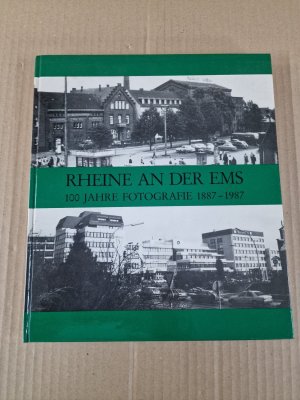 RHEINE AN DER EMS
100 JAHRE FOTOGRAFIE 1887–1987